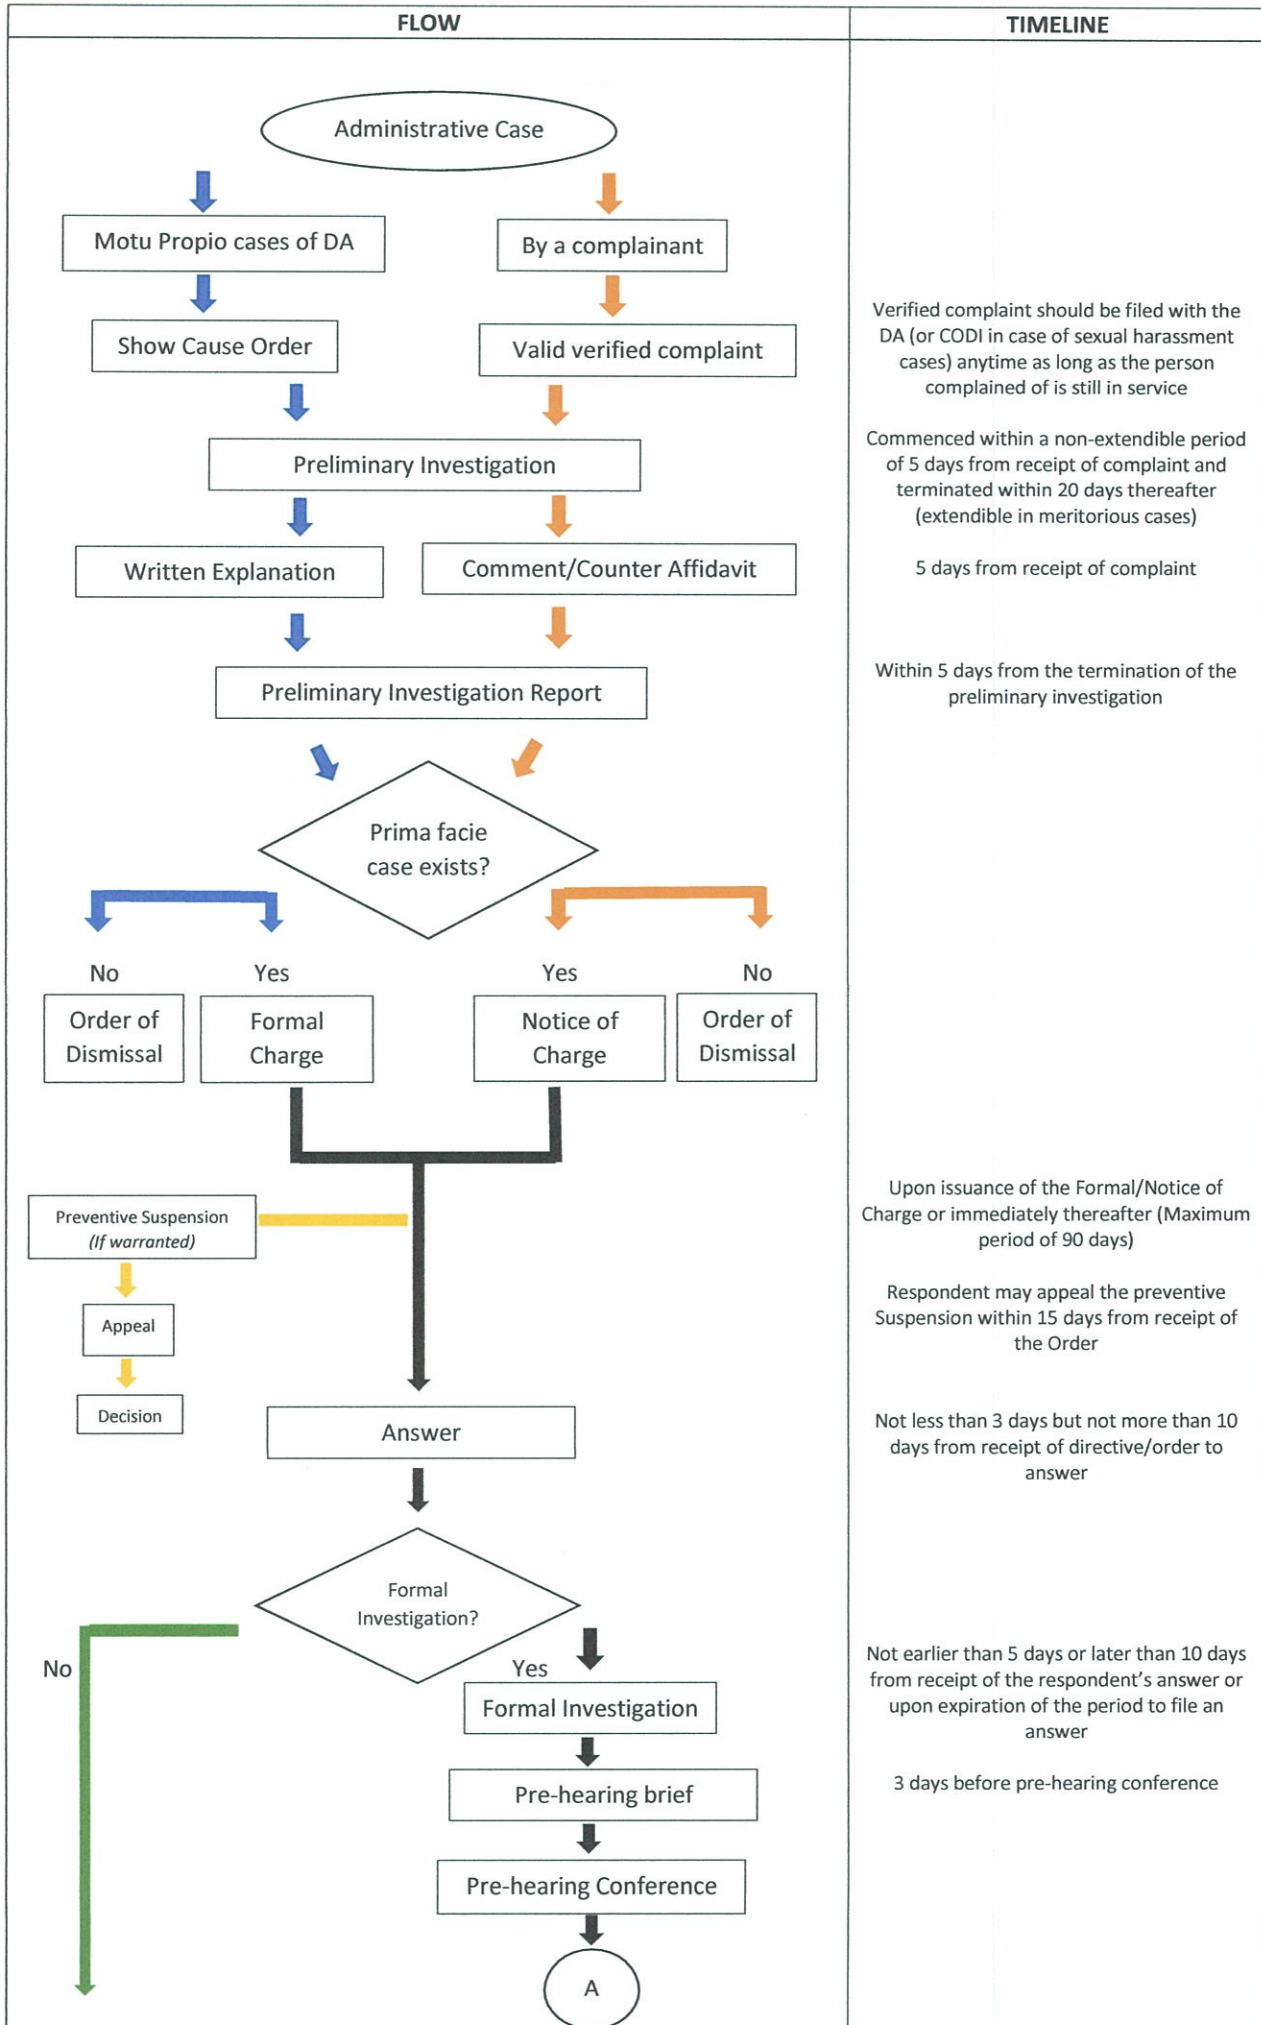 FLOW
TIMELINE
Administrative Case
Motu Propio cases of DA
By a complainant
Show Cause Order
Valid verified complaint
Verified complaint should be filed with the
DA (or CODI in case of sexual harassment
cases) anytime as long as the person
complained of is still in service
Preliminary Investigation
Commenced within a non-extendible period
of 5 days from receipt of complaint and
terminated within 20 days thereafter
(extendible in meritorious cases)
Written Explanation
Comment/Counter Affidavit
5 days from receipt of complaint
Preliminary Investigation Report
Within 5 days from the termination of the
preliminary investigation
Prima facie
case exists?
No
Yes
Yes
No
Order of
Dismissal
Formal
Charge
Notice of
Charge
Order of
Dismissal
Preventive Suspension
(If warranted)
Upon issuance of the Formal/Notice of
Charge or immediately thereafter (Maximum
period of 90 days)
Appeal
Respondent may appeal the preventive
Suspension within 15 days from receipt of
the Order
Decision
Answer
Not less than 3 days but not more than 10
days from receipt of directive/order to
answer
Formal
Investigation?
No
Yes
Formal Investigation
Not earlier than 5 days or later than 10 days
from receipt of the respondent's answer or
upon expiration of the period to file an
answer
Pre-hearing brief
3 days before pre-hearing conference
Pre-hearing Conference
A